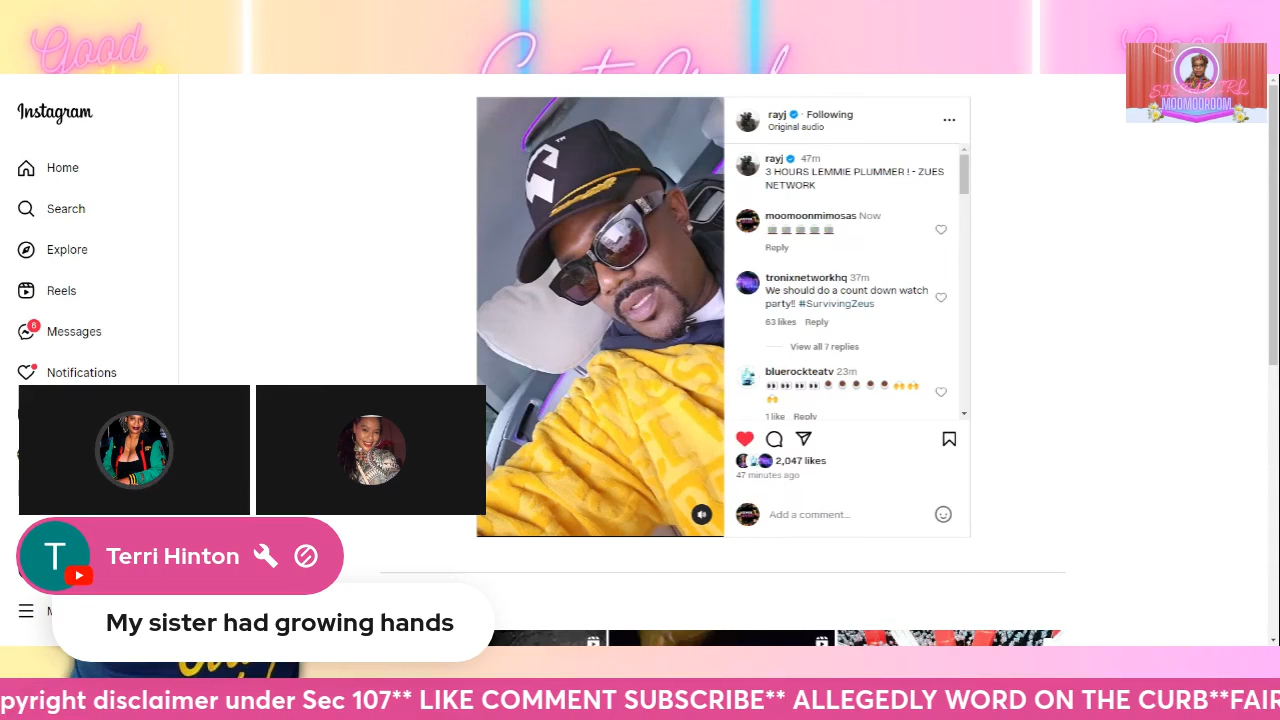 Good
Instagram
Home
Search
Explore
Reels
6
Messages
Notifications
rayj · Following
Original audio
rayj 47m
3 HOURS LEMMIE PLUMMER ! - ZUES
NETWORK
moomoonmimosas Now
Reply
tronixnetworkhq 37m
We should do a count down watch
party!! #SurvivingZeus
63 likes Reply
View all 7 replies
bluerockteatv 23m
1 like Reply
2,047 likes
47 minutes ago
Add a comment...
MOOMOOROOM
T
Terri Hinton
My sister had growing hands
pyright disclaimer under Sec 107** LIKE COMMENT SUBSCRIBE** ALLEGEDLY WORD ON THE CURB**FAIR